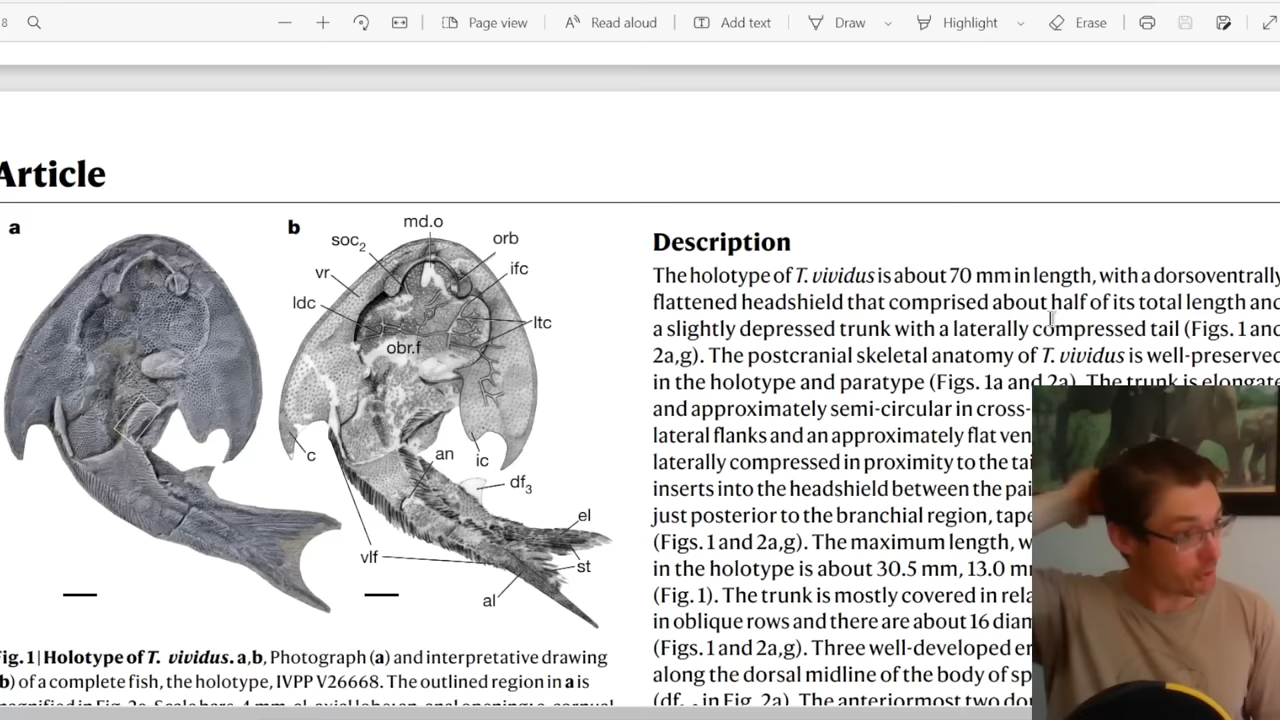 8 Page view Read aloud Add text Draw Highlight Erase
Article
a
b
md.o
soc2
orb
vr
ifc
ldc
ltc
obr.f
c
an
ic
df3
el
vlf
st
al
Description
The holotype of T. vividus is about 70 mm in length, with a dorsoventrally
flattened headshield that comprised about half of its total length and
a slightly depressed trunk with a laterally compressed tail (Figs. 1 and
2a,g). The postcranial skeletal anatomy of T. vividus is well-preserved
in the holotype and paratype (Figs. 1a and 2a). The trunk is elongate
and approximately semi-circular in cross-
lateral flanks and an approximately flat ven
laterally compressed in proximity to the tai
inserts into the headshield between the pai
just posterior to the branchial region, tape
(Figs. 1 and 2a,g). The maximum length, w
in the holotype is about 30.5 mm, 13.0 m
(Fig. 1). The trunk is mostly covered in rela
in oblique rows and there are about 16 diam
(Figs. 1 and 2a,g). Three well-developed er
along the dorsal midline of the body of sp
in Fig. 2a). The anteriormost two do
ig. 1 | Holotype of T. vividus. a,b, Photograph (a) and interpretative drawing
b) of a complete fish, the holotype, IVPP V26668. The outlined region in a is